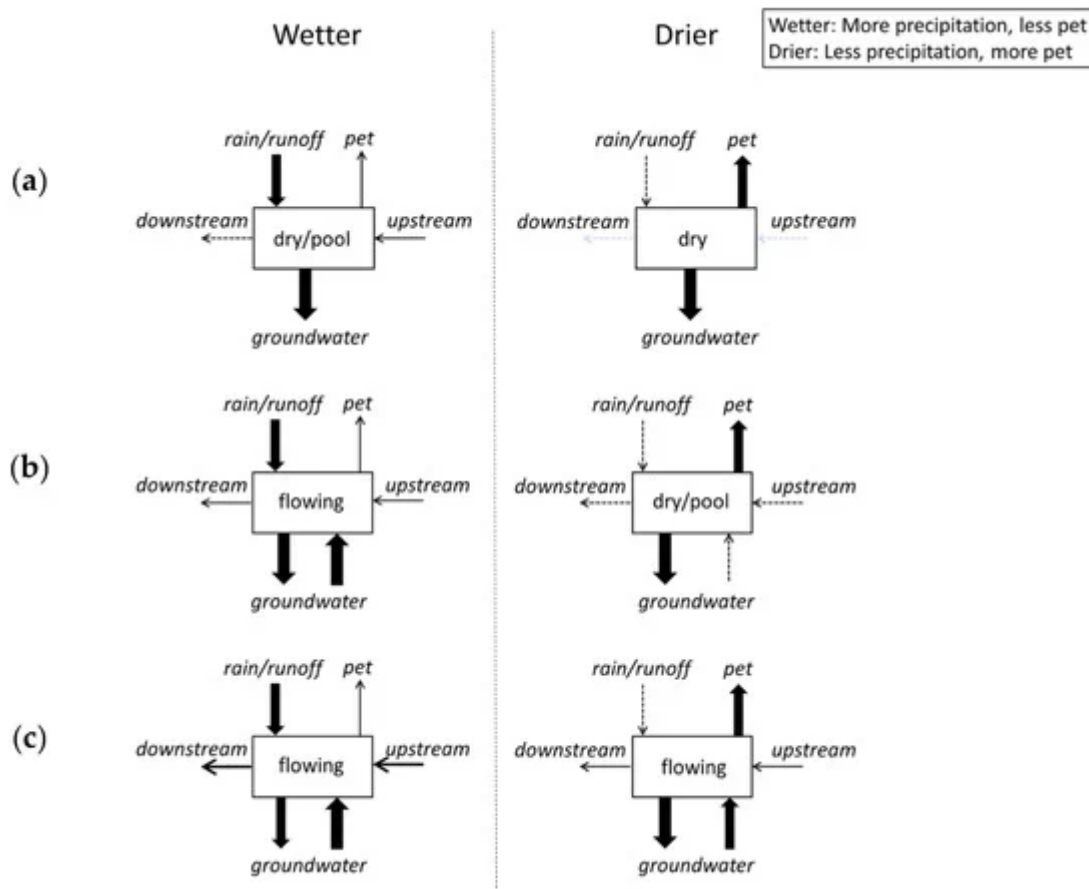 Wetter
Drier
Wetter: More precipitation, less pet
Drier: Less precipitation, more pet
(a)
rain/runoff pet
downstream dry/pool upstream
groundwater
rain/runoff pet
downstream dry upstream
groundwater
(b)
rain/runoff pet
downstream flowing upstream
groundwater
rain/runoff pet
downstream dry/pool upstream
groundwater
(c)
rain/runoff pet
downstream flowing upstream
groundwater
rain/runoff pet
downstream flowing upstream
groundwater